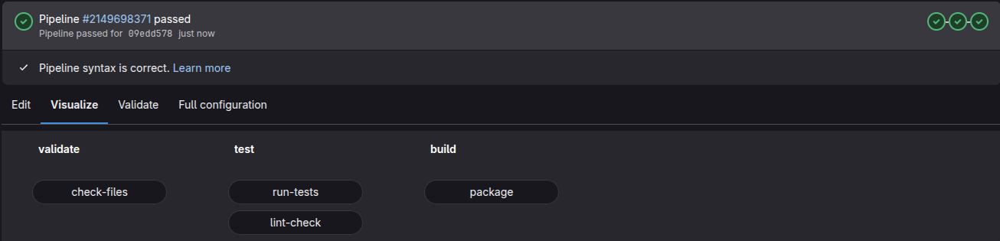 Pipeline #2149698371 passed
Pipeline passed for 09edd578 just now
Pipeline syntax is correct. Learn more
Edit Visualize Validate Full configuration
validate test build
check-files run-tests package
lint-check